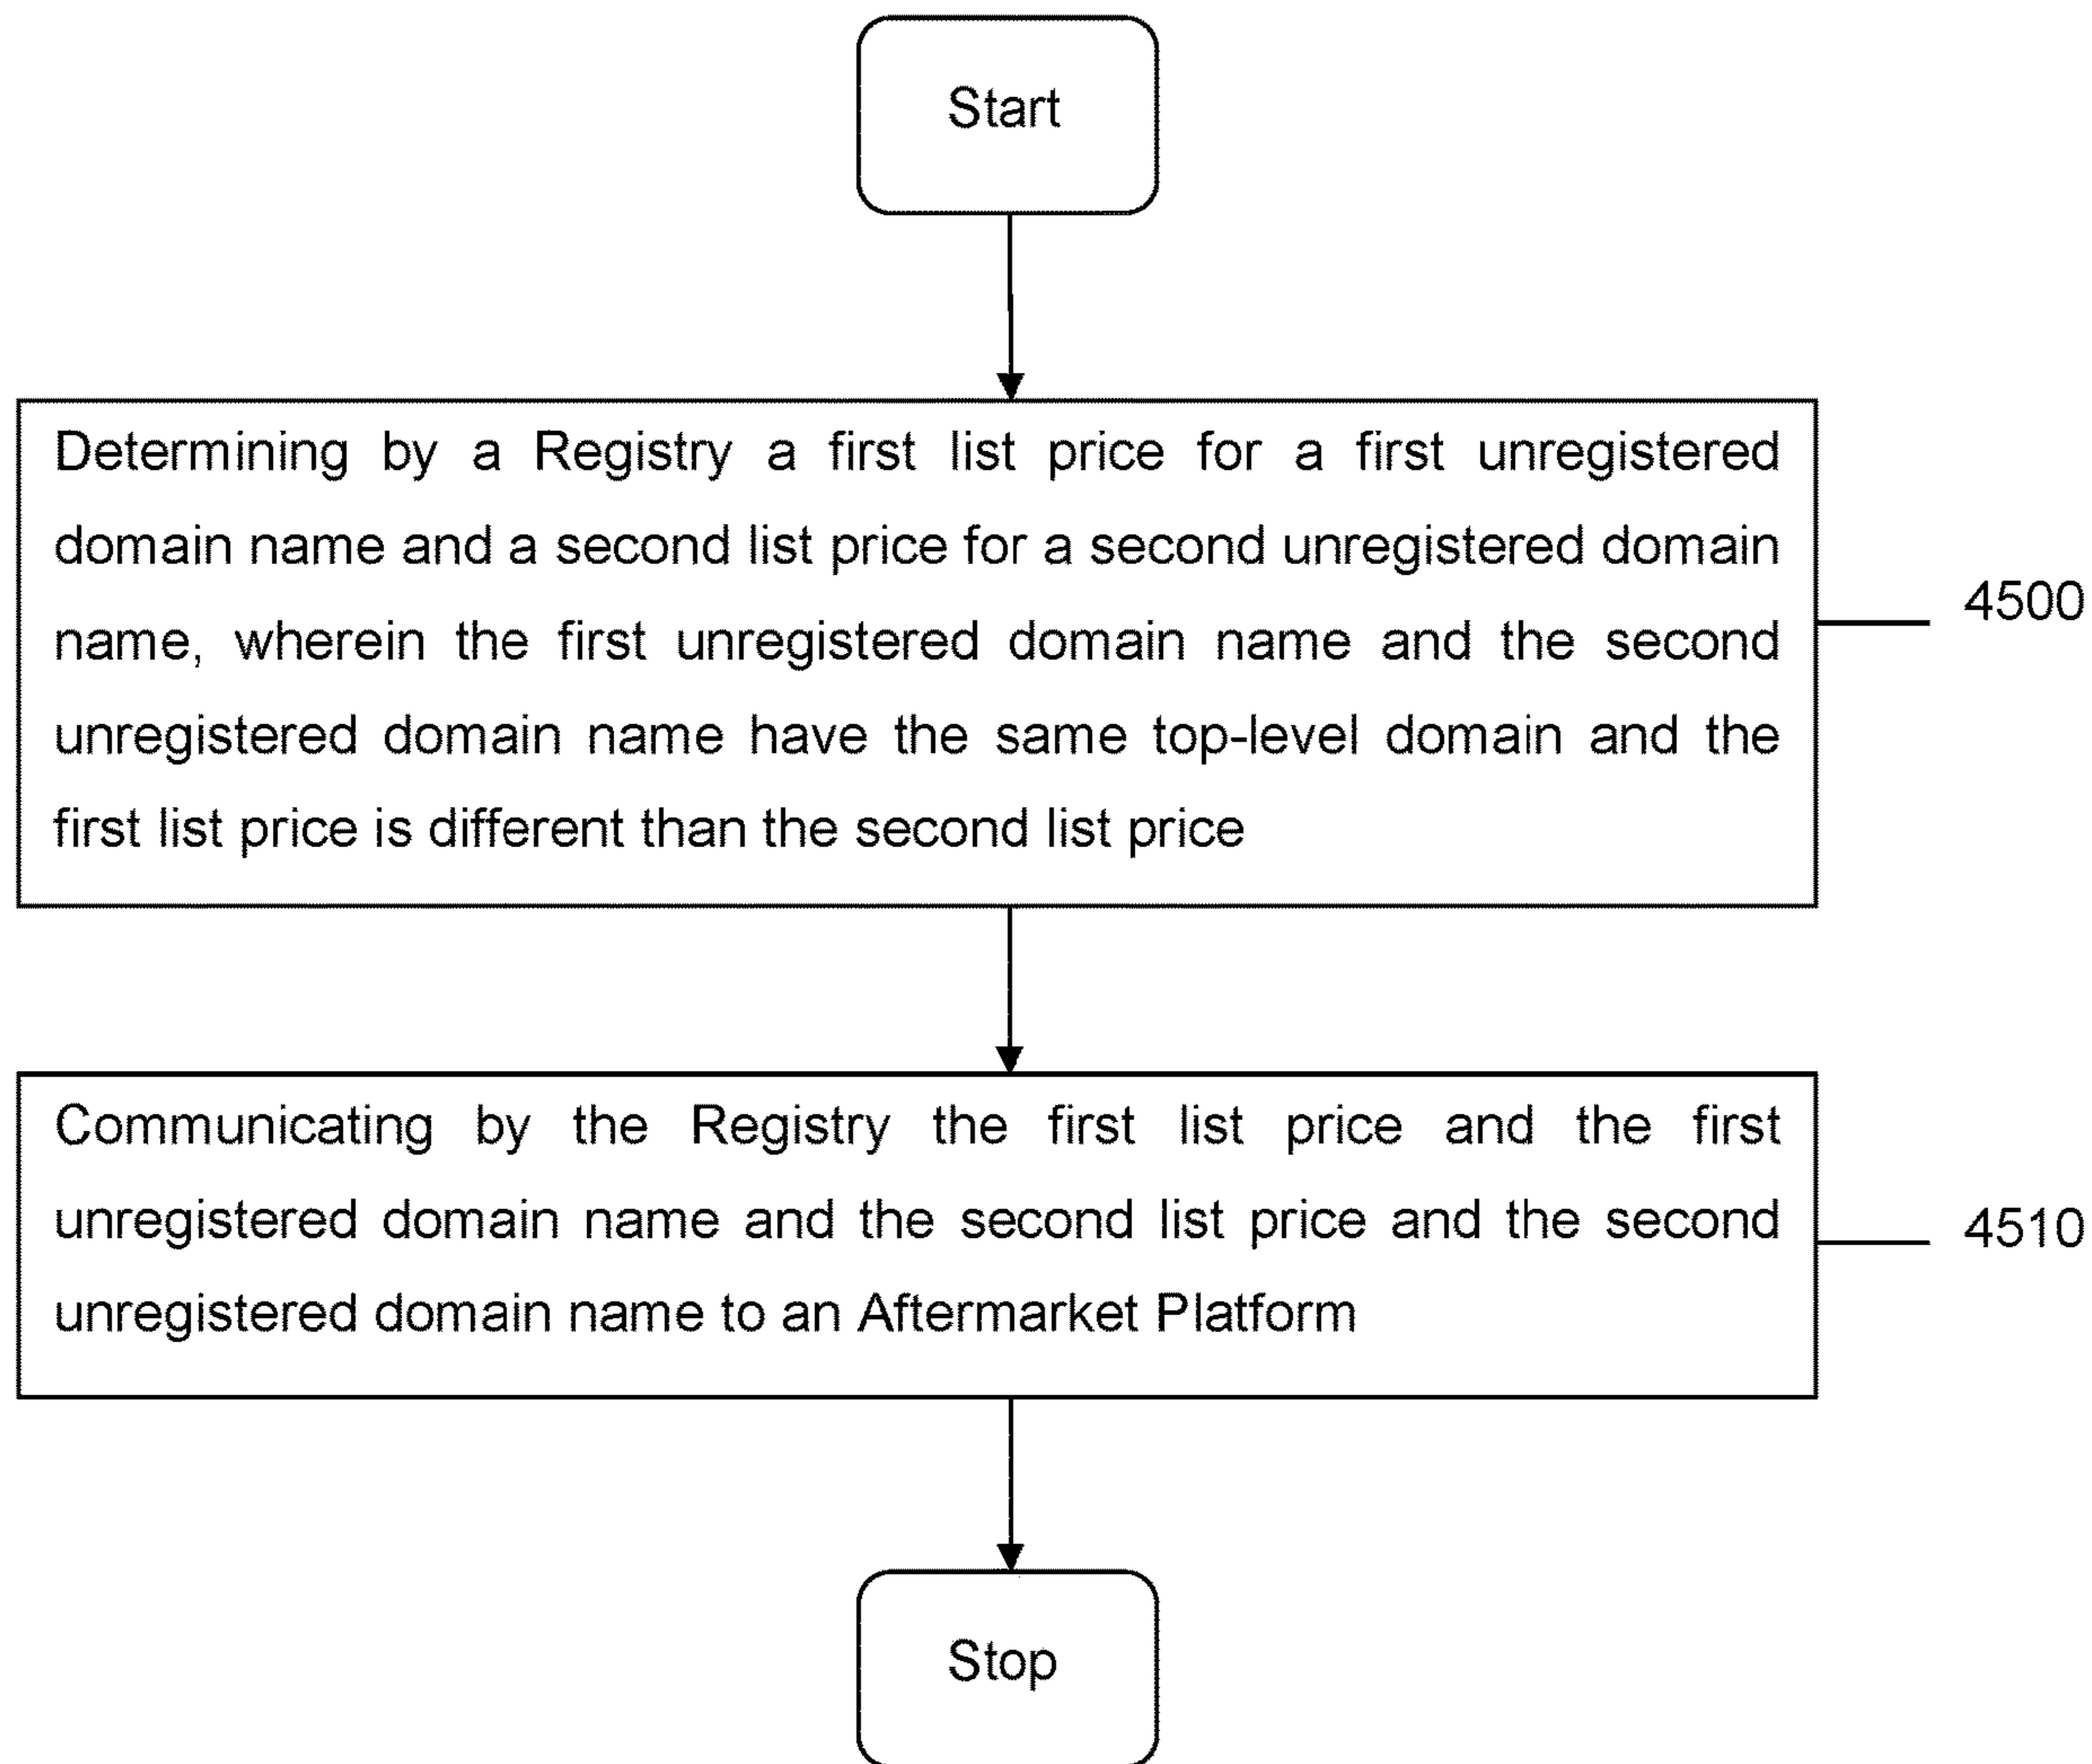 Start
Determining by a Registry a first list price for a first unregistered
domain name and a second list price for a second unregistered domain
name, wherein the first unregistered domain name and the second
unregistered domain name have the same top-level domain and the
first list price is different than the second list price
4500
Communicating by the Registry the first list price and the first
unregistered domain name and the second list price and the second
unregistered domain name to an Aftermarket Platform
4510
Stop